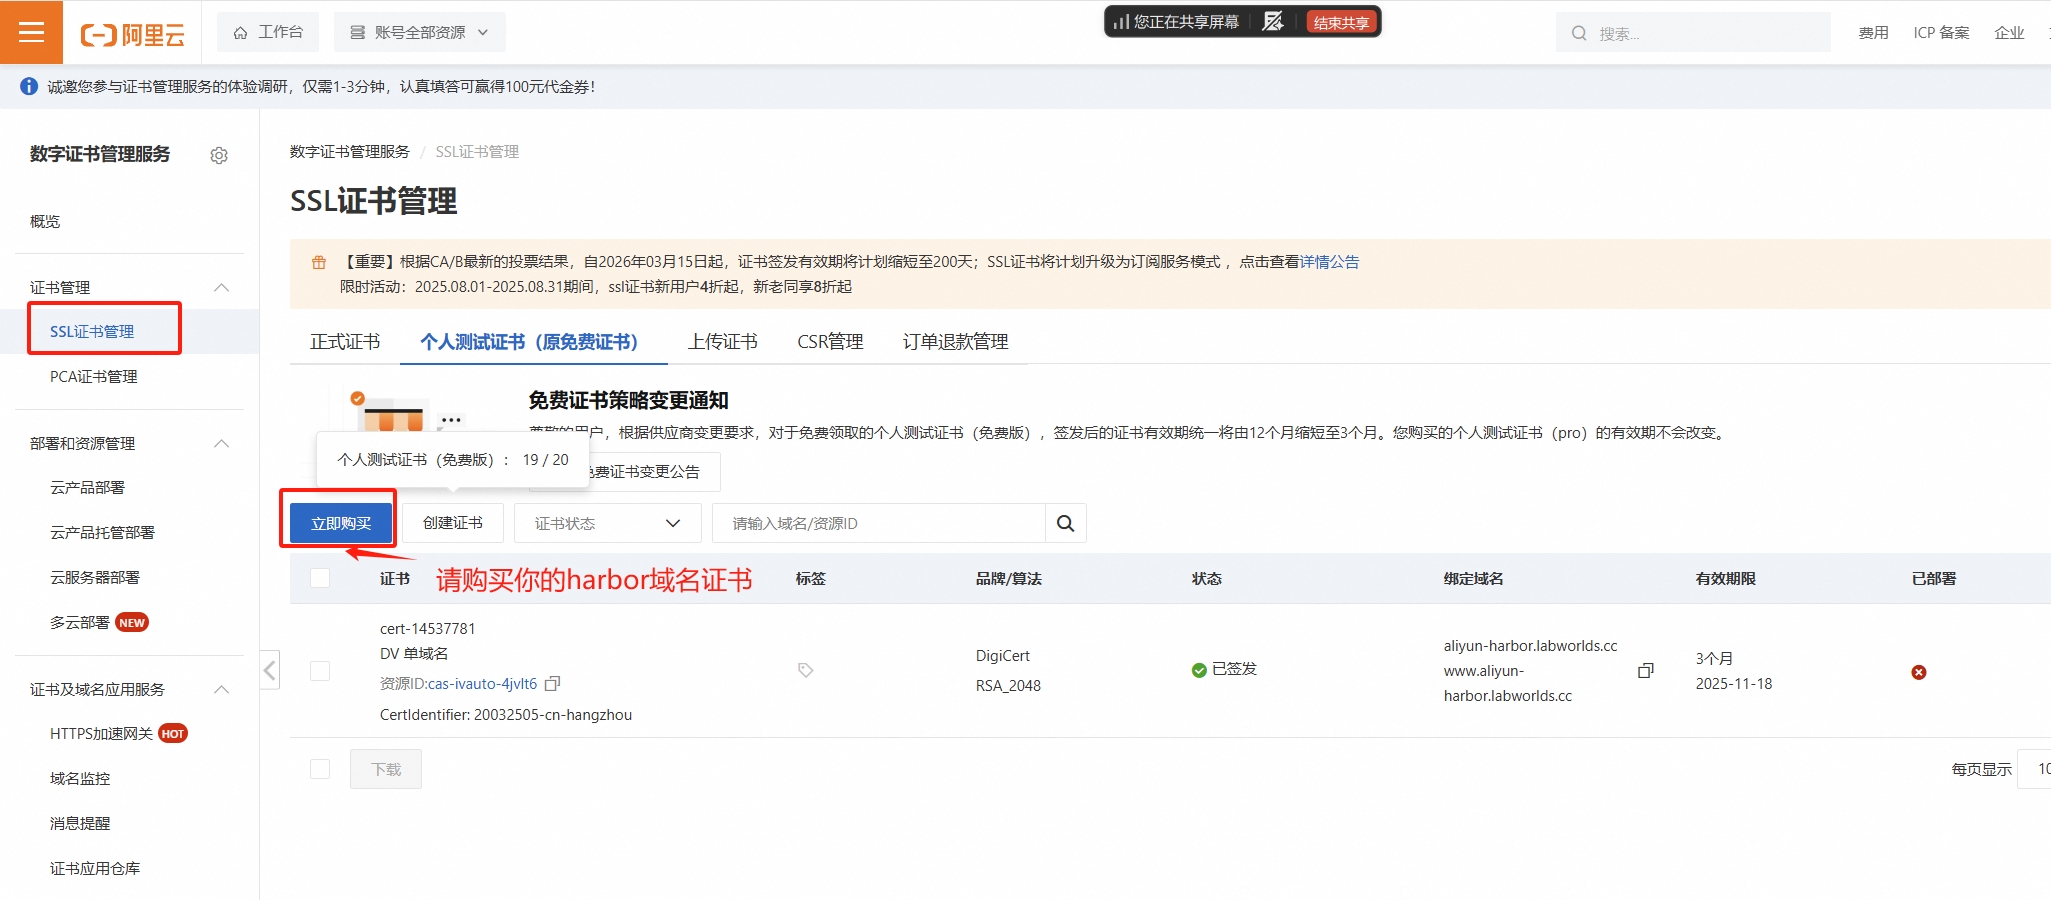 阿里云
工作台
账号全部资源
您正在共享屏幕
结束共享
搜索...
费用
ICP 备案
企业
诚邀您参与证书管理服务的体验调研，仅需1-3分钟，认真填答可赢得100元代金券！
数字证书管理服务
概览
证书管理
SSL证书管理
PCA证书管理
部署和资源管理
云产品部署
云产品托管部署
云服务器部署
多云部署 NEW
证书及域名应用服务
HTTPS加速网关 HOT
域名监控
消息提醒
证书应用仓库
数字证书管理服务 / SSL证书管理
SSL证书管理
【重要】根据CA/B最新的投票结果，自2026年03月15日起，证书签发有效期将计划缩短至200天；SSL证书将计划升级为订阅服务模式 ，点击查看详情公告
限时活动：2025.08.01-2025.08.31期间，ssl证书新用户4折起，新老同享8折起
正式证书
个人测试证书（原免费证书）
上传证书
CSR管理
订单退款管理
免费证书策略变更通知
尊敬的用户，根据供应商变更要求，对于免费领取的个人测试证书（免费版），签发后的证书有效期统一将由12个月缩短至3个月。您购买的个人测试证书（pro）的有效期不会改变。
个人测试证书（免费版）： 19 / 20
免费证书变更公告
立即购买
创建证书
证书状态
请输入域名/资源ID
请购买你的harbor域名证书
证书
标签
品牌/算法
状态
绑定域名
有效期限
已部署
cert-14537781
DV 单域名
资源ID:cas-ivauto-4jvlt6
CertIdentifier: 20032505-cn-hangzhou
DigiCert
RSA_2048
已签发
aliyun-harbor.labworlds.cc
www.aliyun-
harbor.labworlds.cc
3个月
2025-11-18
下载
每页显示
10